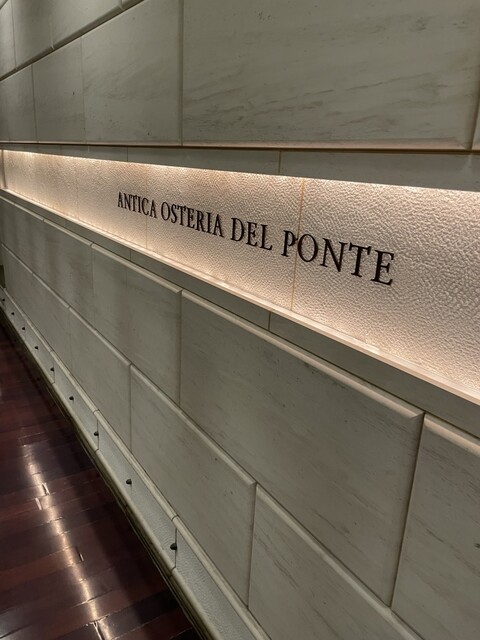 ANTICA OSTERIA DEL PONTE